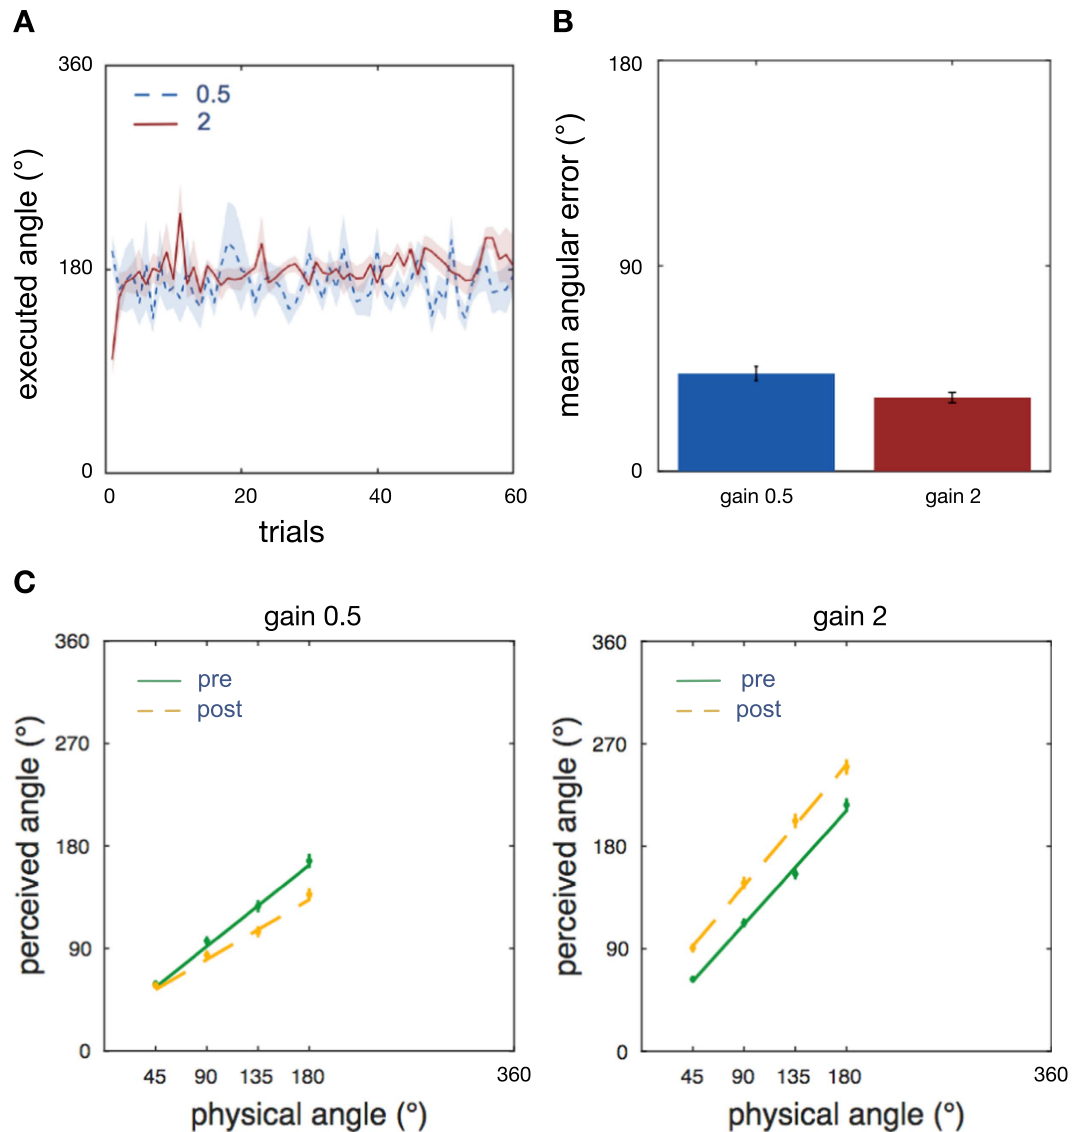 A
executed angle (°)
360
180
0
0.5
2
0 20 40 60
trials
B
mean angular error (°)
180
90
0
gain 0.5 gain 2
C
gain 0.5
perceived angle (°)
360
270
180
90
0
pre
post
45 90 135 180 360
physical angle (°)
gain 2
perceived angle (°)
360
270
180
90
0
pre
post
45 90 135 180 360
physical angle (°)